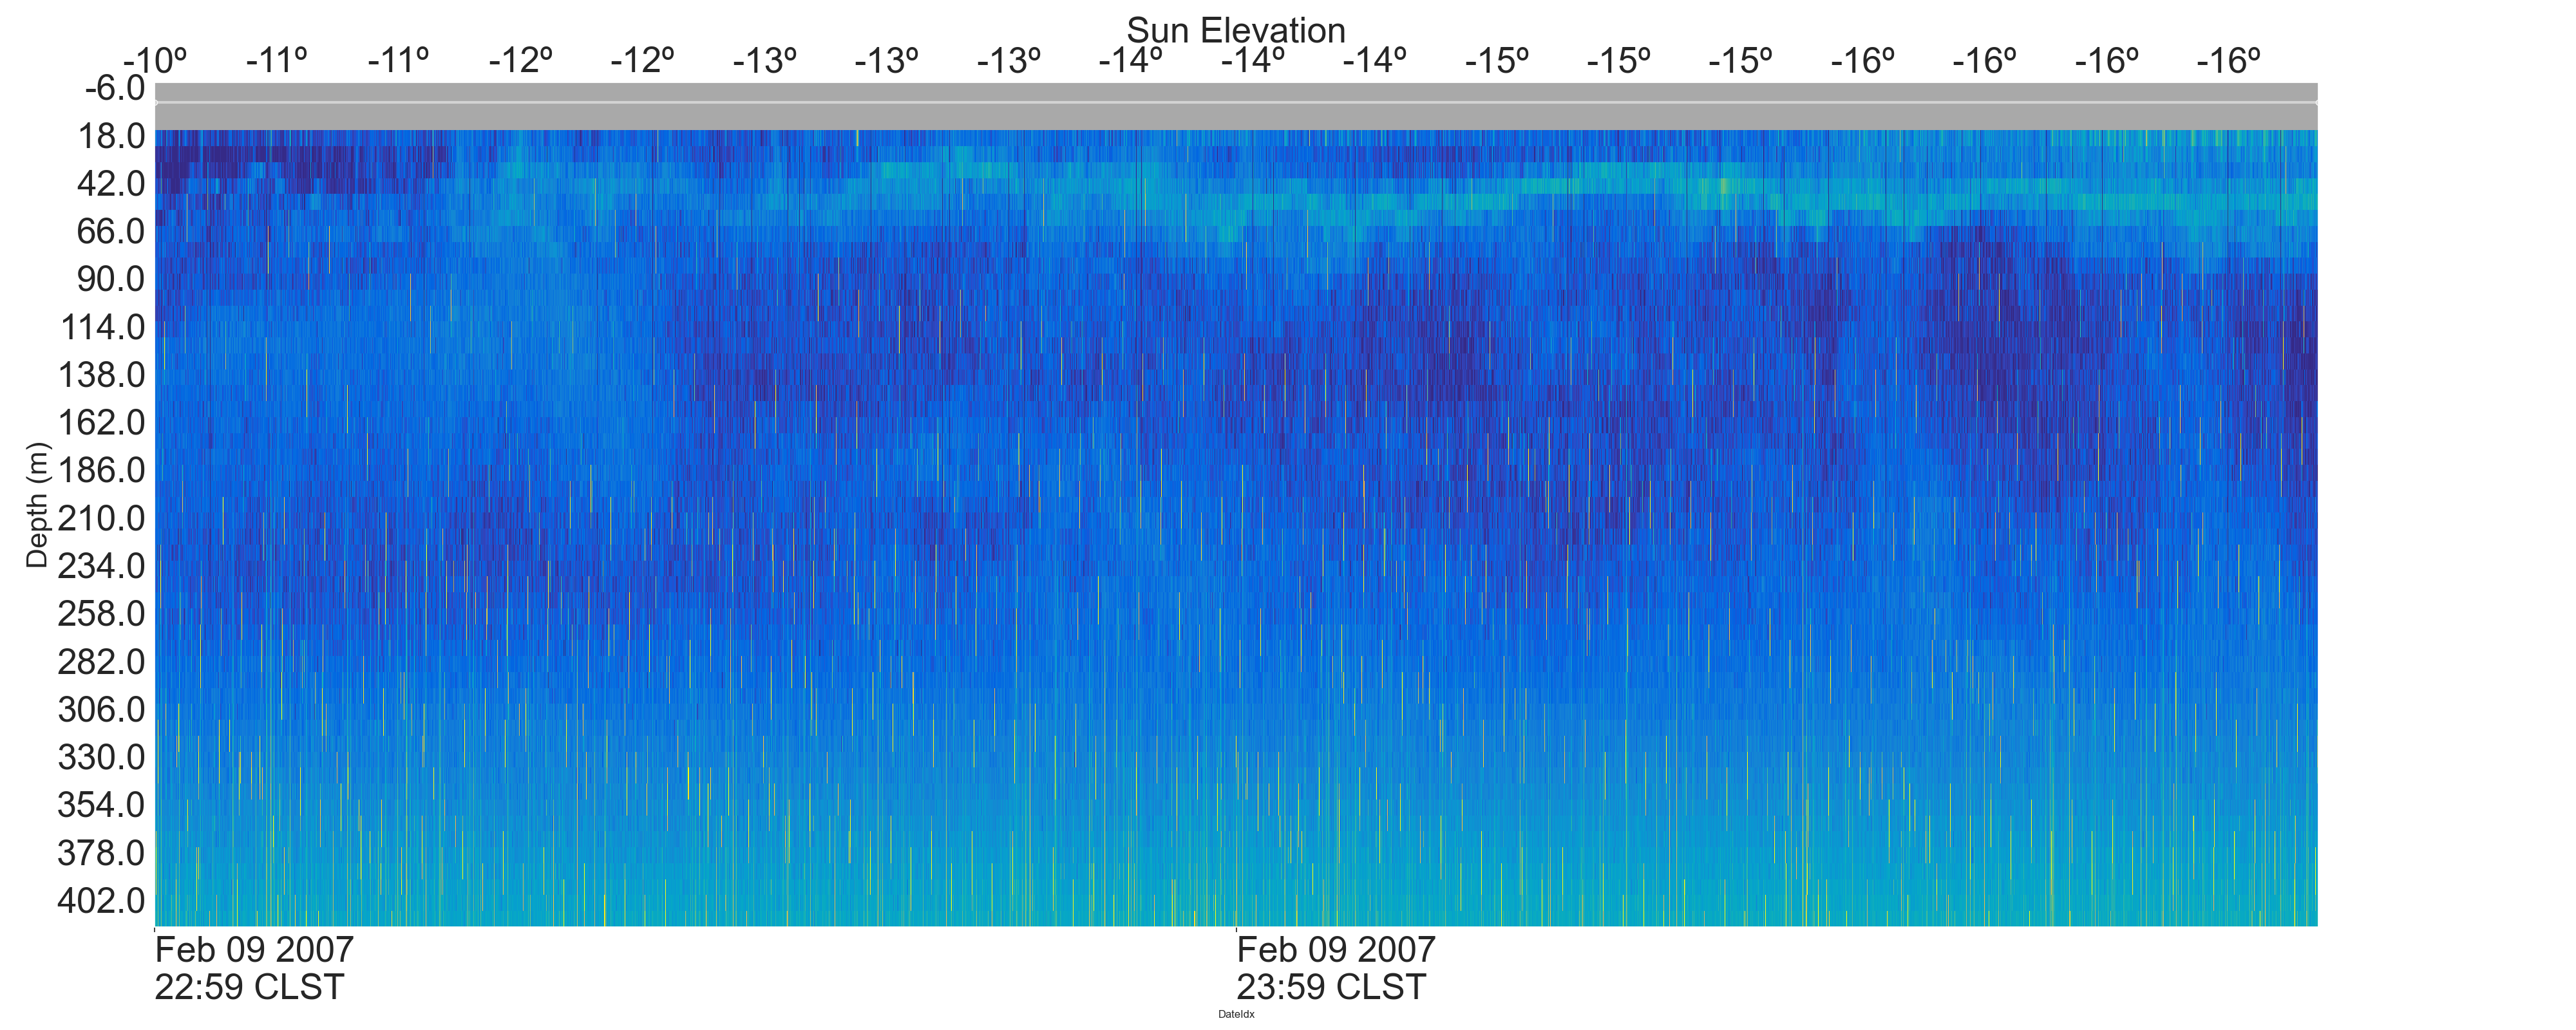 Sun Elevation
-10º -11º -11º -12º -12º -13º -13º -13º -14º -14º -14º -15º -15º -15º -16º -16º -16º -16º
-6.0
18.0
42.0
66.0
90.0
114.0
138.0
162.0
186.0
210.0
234.0
258.0
282.0
306.0
330.0
354.0
378.0
402.0
Depth (m)
Feb 09 2007
22:59 CLST
Feb 09 2007
23:59 CLST
DateIdx